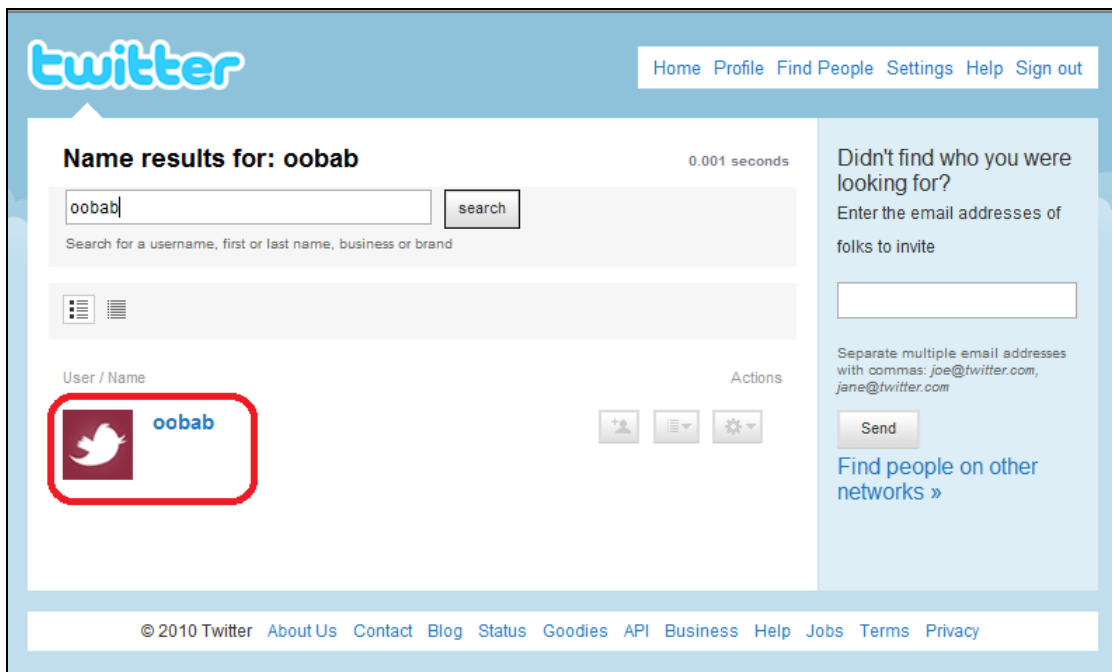 twitter
Home Profile Find People Settings Help Sign out
Name results for: oobab
0.001 seconds
oobab
search
Search for a username, first or last name, business or brand
User / Name
Actions
oobab
Didn't find who you were
looking for?
Enter the email addresses of
folks to invite
Separate multiple email addresses
with commas: joe@twitter.com,
jane@twitter.com
Send
Find people on other
networks »
© 2010 Twitter About Us Contact Blog Status Goodies API Business Help Jobs Terms Privacy